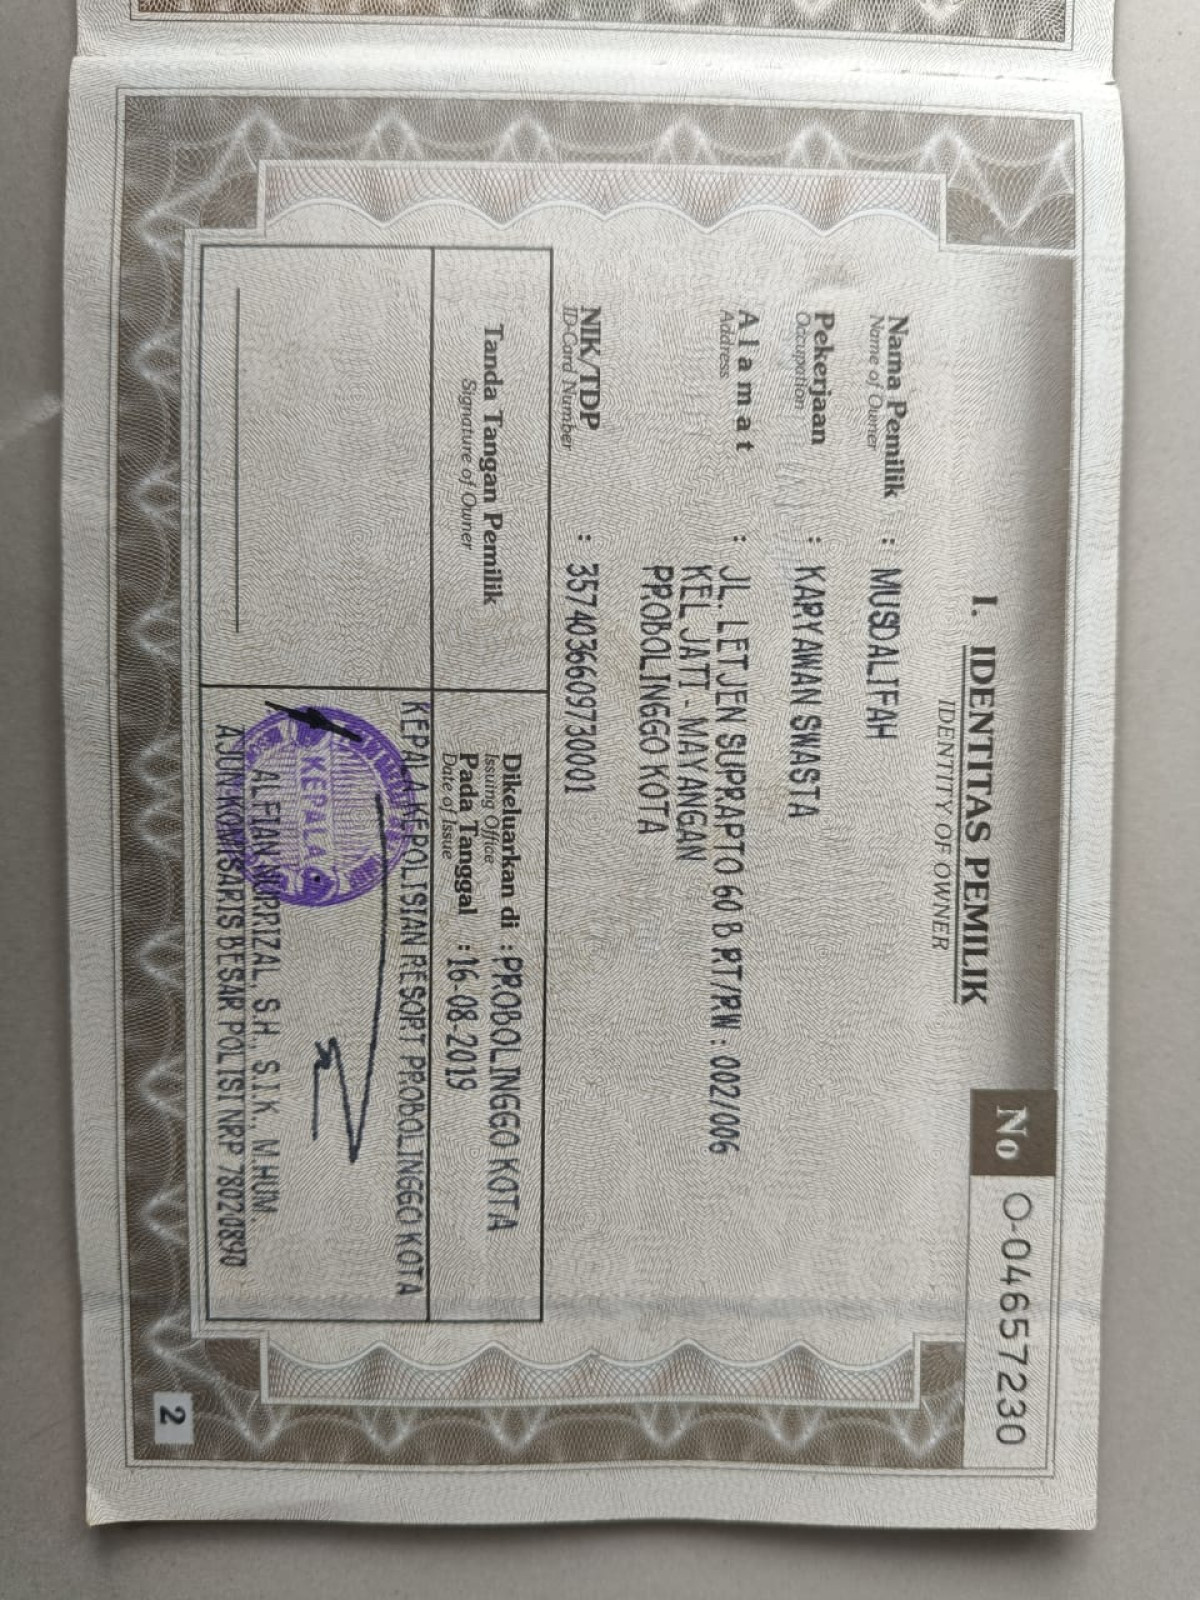 No O-04657230
I. IDENTITAS PEMILIK
IDENTITY OF OWNER
Nama Pemilik : MUSDALIFAH
Name of Owner
Pekerjaan : KARYAWAN SWASTA
Occupation
Alamat : JL. LETJEN SUPRAPTO 60 B RT/RW : 002/006
Address
KEL JATI - MAYANGAN
PROBOLINGGO KOTA
NIK/TDP : 3574036609730001
ID-Card Number
Tanda Tangan Pemilik
Signature of Owner
Dikeluarkan di : PROBOLINGGO KOTA
Issuing Office
Pada Tanggal : 16-08-2019
Date of Issue
KEPALA KEPOLISIAN RESORT PROBOLINGGO KOTA
KEPALA
ALFIAN NURRIZAL, S.H., S.I.K., M.HUM.
AJUN KOMISARIS BESAR POLISI NRP 78020890
2